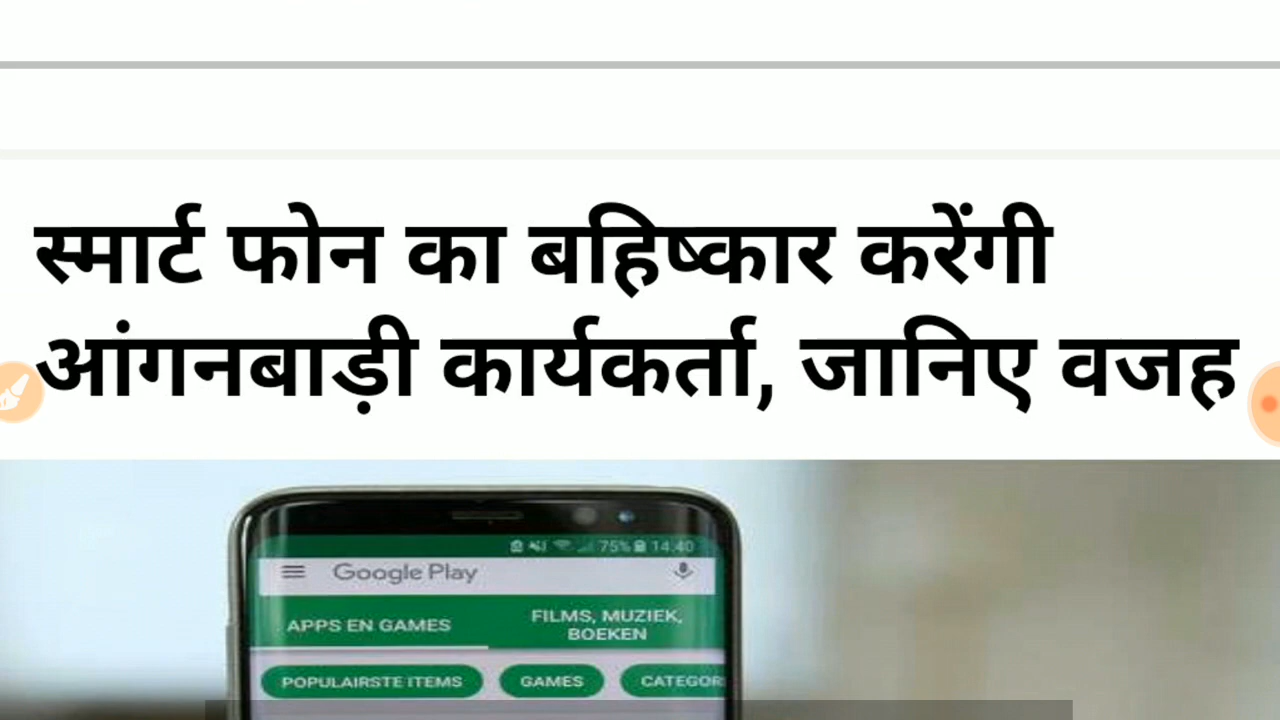 स्मार्ट फोन का बहिष्कार करेंगी
आंगनबाड़ी कार्यकर्ता, जानिए वजह
75% 14.40
Google Play
APPS EN GAMES
FILMS, MUZIEK,
BOEKEN
POPULAIRSTE ITEMS
GAMES
CATEGOR